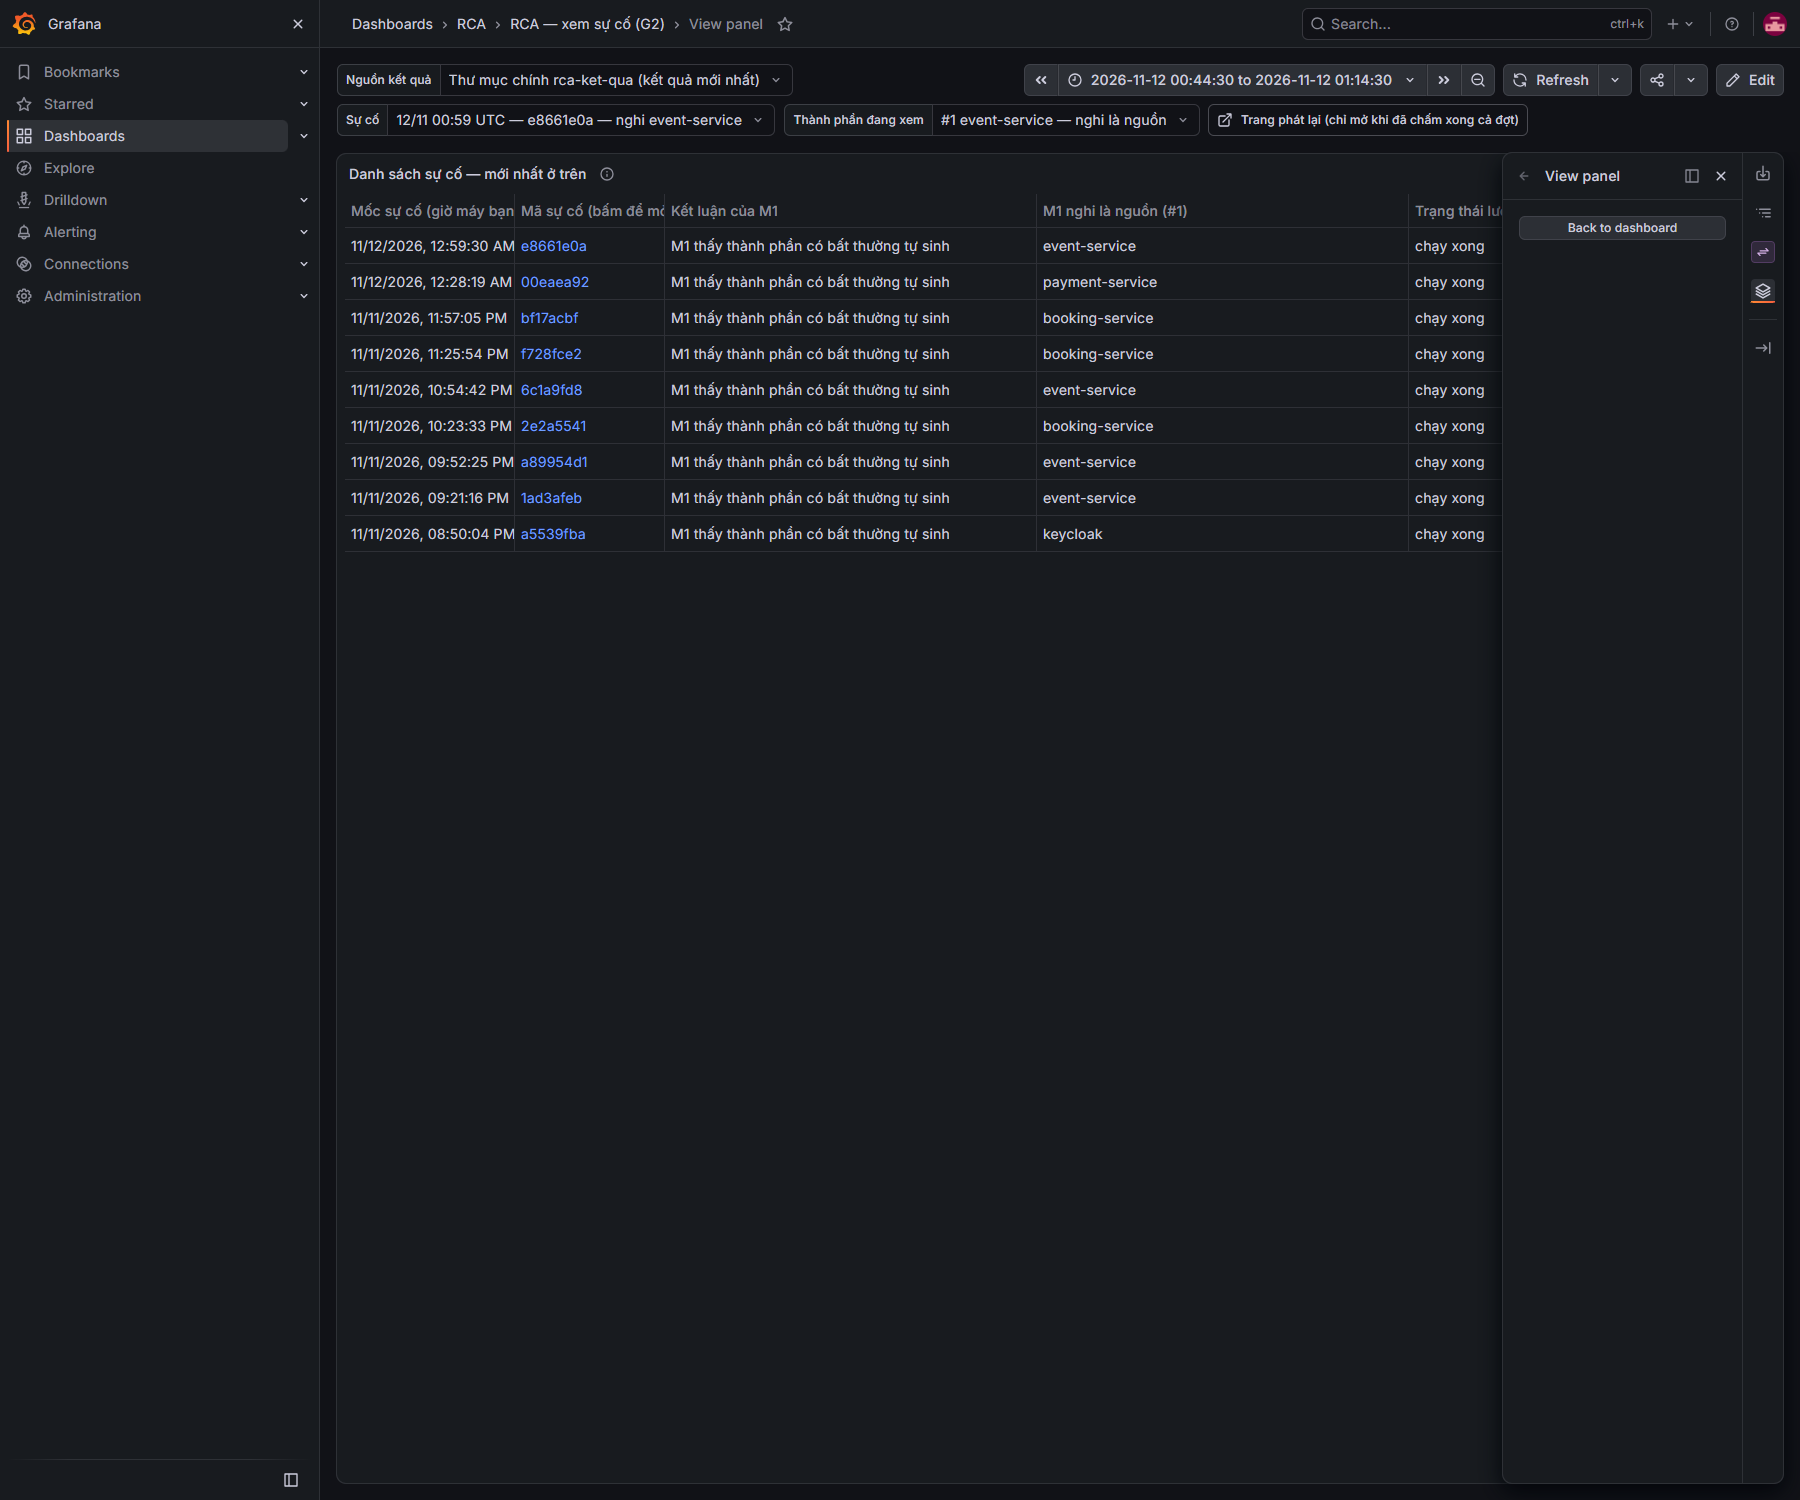 Grafana
Dashboards › RCA › RCA — xem sự cố (G2) › View panel
Search... ctrl+k
Bookmarks
Starred
Dashboards
Explore
Drilldown
Alerting
Connections
Administration
Nguồn kết quả Thư mục chính rca-ket-qua (kết quả mới nhất)
2026-11-12 00:44:30 to 2026-11-12 01:14:30 Refresh Edit
Sự cố 12/11 00:59 UTC — e8661e0a — nghi event-service Thành phần đang xem #1 event-service — nghi là nguồn Trang phát lại (chỉ mở khi đã chấm xong cả đợt)
Danh sách sự cố — mới nhất ở trên
Mốc sự cố (giờ máy bạn Mã sự cố (bấm để mở Kết luận của M1 M1 nghi là nguồn (#1) Trạng thái
11/12/2026, 12:59:30 AM e8661e0a M1 thấy thành phần có bất thường tự sinh event-service chạy xong
11/12/2026, 12:28:19 AM 00eaea92 M1 thấy thành phần có bất thường tự sinh payment-service chạy xong
11/11/2026, 11:57:05 PM bf17acbf M1 thấy thành phần có bất thường tự sinh booking-service chạy xong
11/11/2026, 11:25:54 PM f728fce2 M1 thấy thành phần có bất thường tự sinh booking-service chạy xong
11/11/2026, 10:54:42 PM 6c1a9fd8 M1 thấy thành phần có bất thường tự sinh event-service chạy xong
11/11/2026, 10:23:33 PM 2e2a5541 M1 thấy thành phần có bất thường tự sinh booking-service chạy xong
11/11/2026, 09:52:25 PM a89954d1 M1 thấy thành phần có bất thường tự sinh event-service chạy xong
11/11/2026, 09:21:16 PM 1ad3afeb M1 thấy thành phần có bất thường tự sinh event-service chạy xong
11/11/2026, 08:50:04 PM a5539fba M1 thấy thành phần có bất thường tự sinh keycloak chạy xong
View panel
Back to dashboard